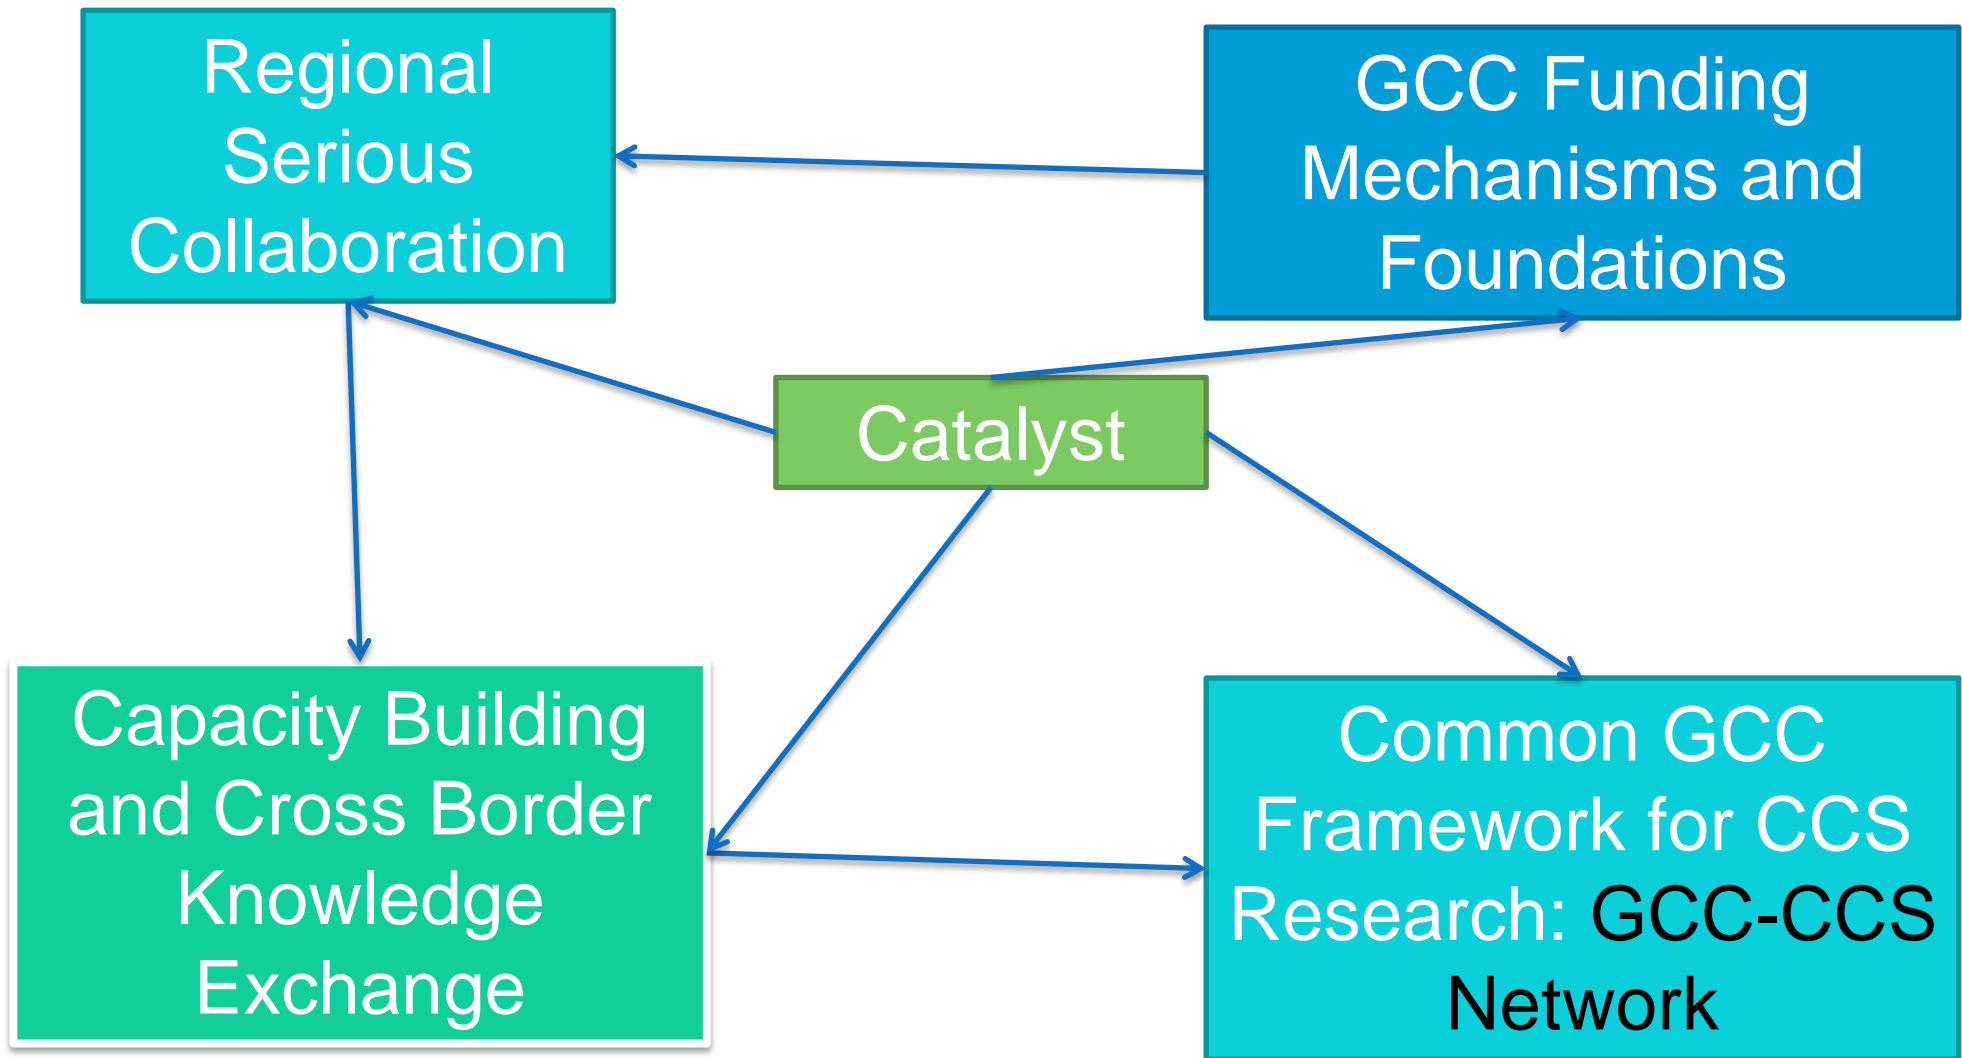 Regional
Serious
Collaboration
GCC Funding
Mechanisms and
Foundations
Catalyst
Capacity Building
and Cross Border
Knowledge
Exchange
Common GCC
Framework for CCS
Research: GCC-CCS
Network